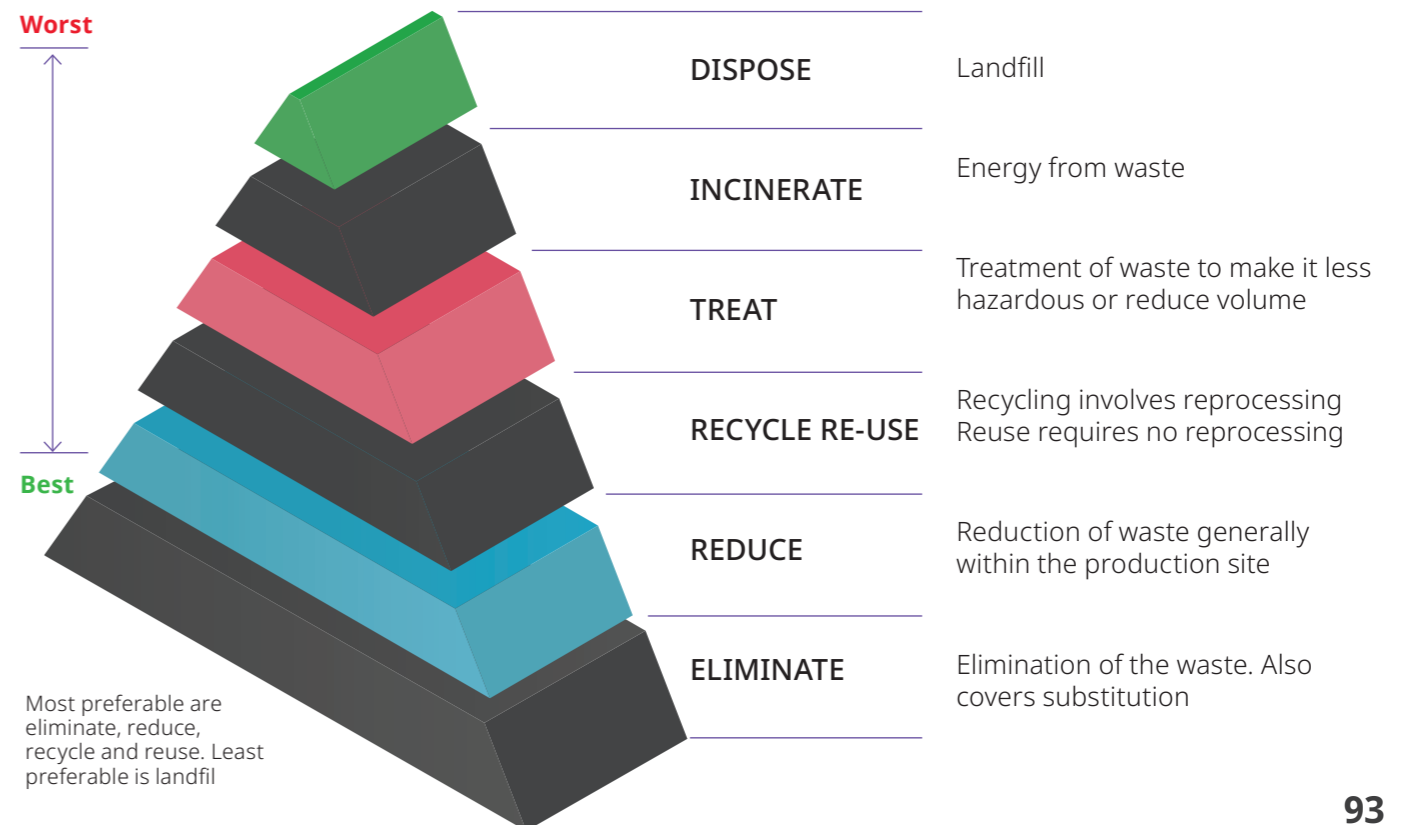 Worst
DISPOSE
Landfill
INCINERATE
Energy from waste
TREAT
Treatment of waste to make it less
hazardous or reduce volume
RECYCLE RE-USE
Recycling involves reprocessing
Reuse requires no reprocessing
Best
REDUCE
Reduction of waste generally
within the production site
ELIMINATE
Elimination of the waste. Also
covers substitution
Most preferable are
eliminate, reduce,
recycle and reuse. Least
preferable is landfil
93